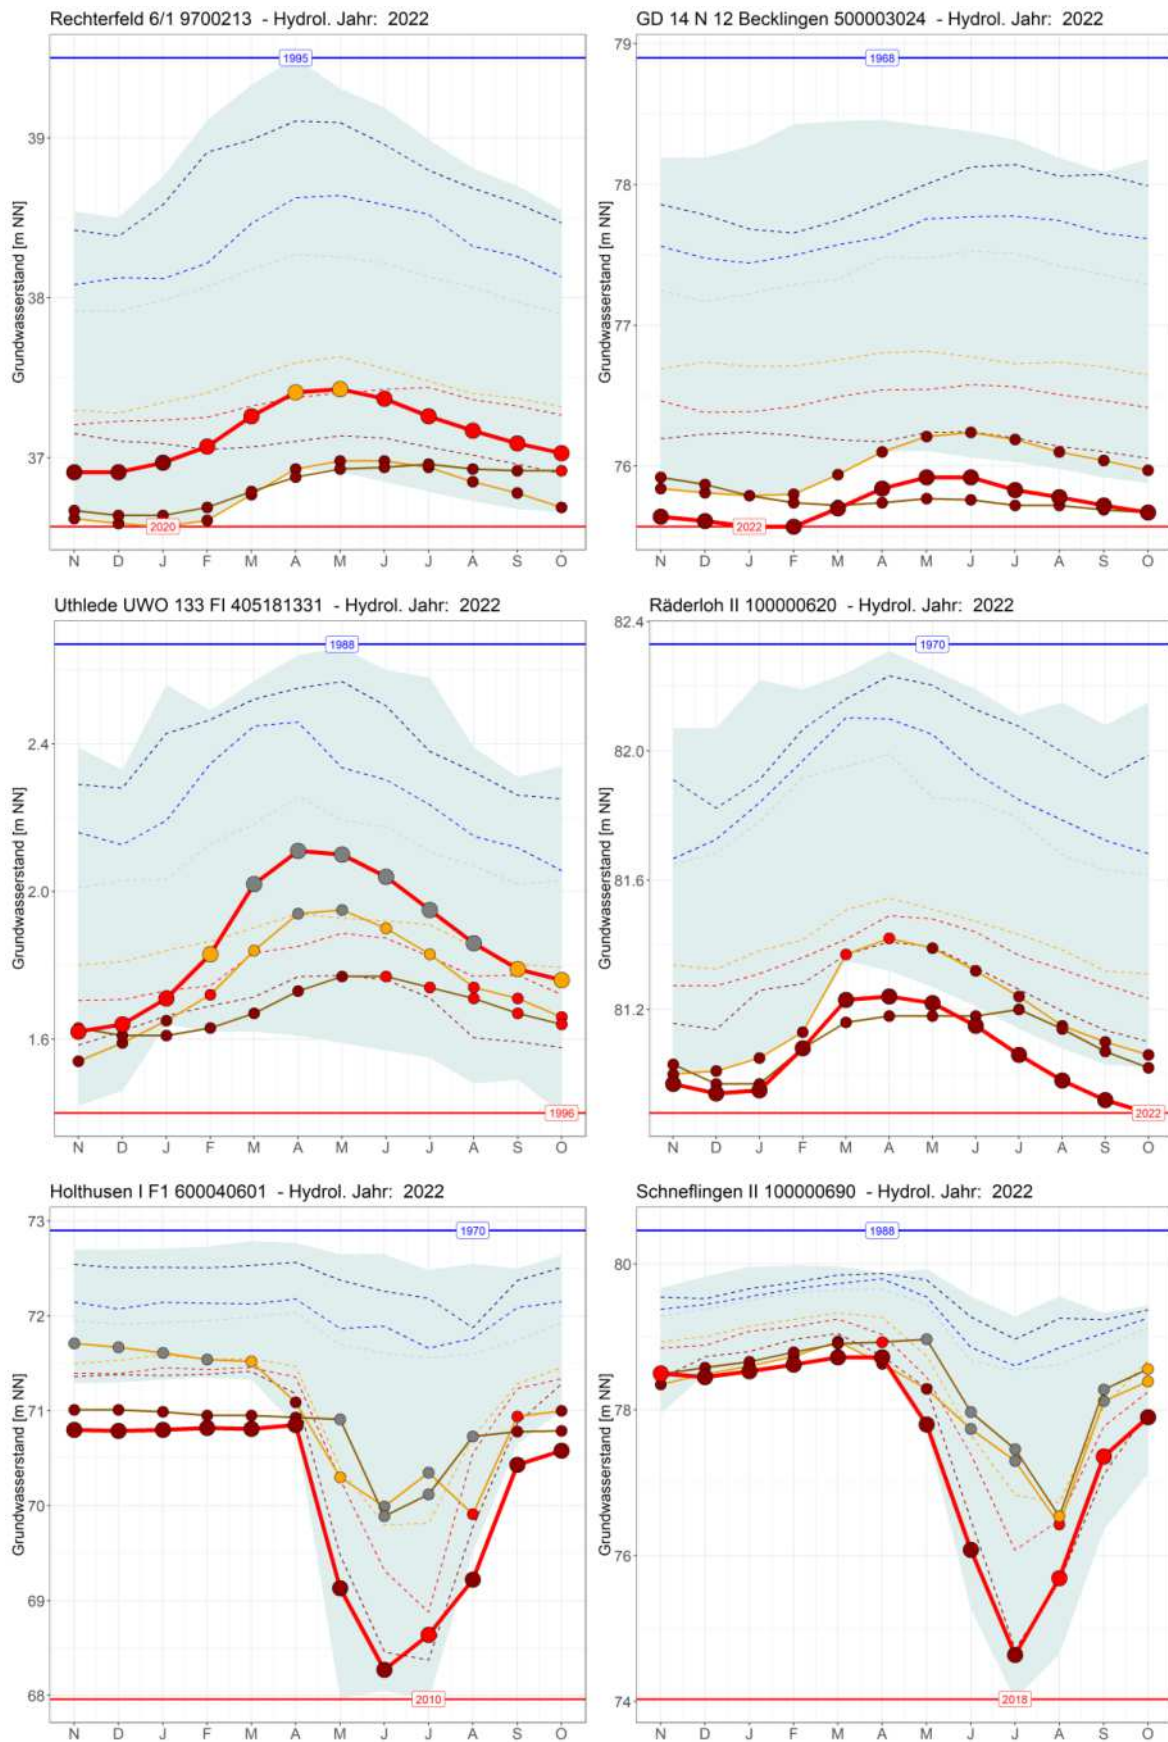 Rechterfeld 6/1 9700213 - Hydrol. Jahr: 2022
Grundwasserstand [m NN]
39
38
37
1995
2020
N D J F M A M J J A S O
GD 14 N 12 Becklingen 500003024 - Hydrol. Jahr: 2022
Grundwasserstand [m NN]
79
78
77
76
1968
2022
N D J F M A M J J A S O
Uthlede UWO 133 FI 405181331 - Hydrol. Jahr: 2022
Grundwasserstand [m NN]
2.4
2.0
1.6
1988
1996
N D J F M A M J J A S O
Räderloh II 100000620 - Hydrol. Jahr: 2022
Grundwasserstand [m NN]
82.4
82.0
81.6
81.2
1970
2022
N D J F M A M J J A S O
Holthusen I F1 600040601 - Hydrol. Jahr: 2022
Grundwasserstand [m NN]
73
72
71
70
69
68
1970
2010
N D J F M A M J J A S O
Schneflingen II 100000690 - Hydrol. Jahr: 2022
Grundwasserstand [m NN]
80
78
76
74
1988
2018
N D J F M A M J J A S O